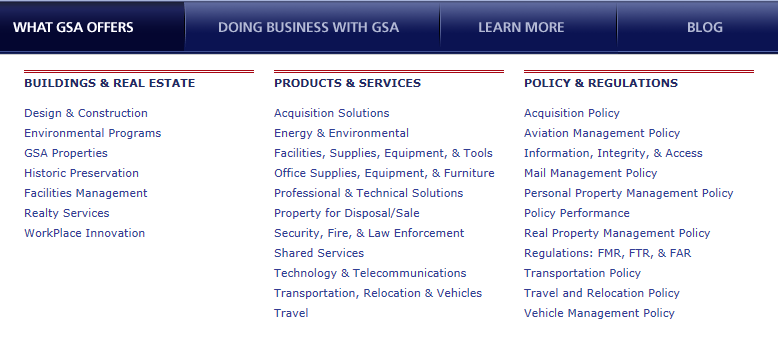 WHAT GSA OFFERS
DOING BUSINESS WITH GSA
LEARN MORE
BLOG
BUILDINGS & REAL ESTATE
Design & Construction
Environmental Programs
GSA Properties
Historic Preservation
Facilities Management
Realty Services
WorkPlace Innovation
PRODUCTS & SERVICES
Acquisition Solutions
Energy & Environmental
Facilities, Supplies, Equipment, & Tools
Office Supplies, Equipment, & Furniture
Professional & Technical Solutions
Property for Disposal/Sale
Security, Fire, & Law Enforcement
Shared Services
Technology & Telecommunications
Transportation, Relocation & Vehicles
Travel
POLICY & REGULATIONS
Acquisition Policy
Aviation Management Policy
Information, Integrity, & Access
Mail Management Policy
Personal Property Management Policy
Policy Performance
Real Property Management Policy
Regulations: FMR, FTR, & FAR
Transportation Policy
Travel and Relocation Policy
Vehicle Management Policy